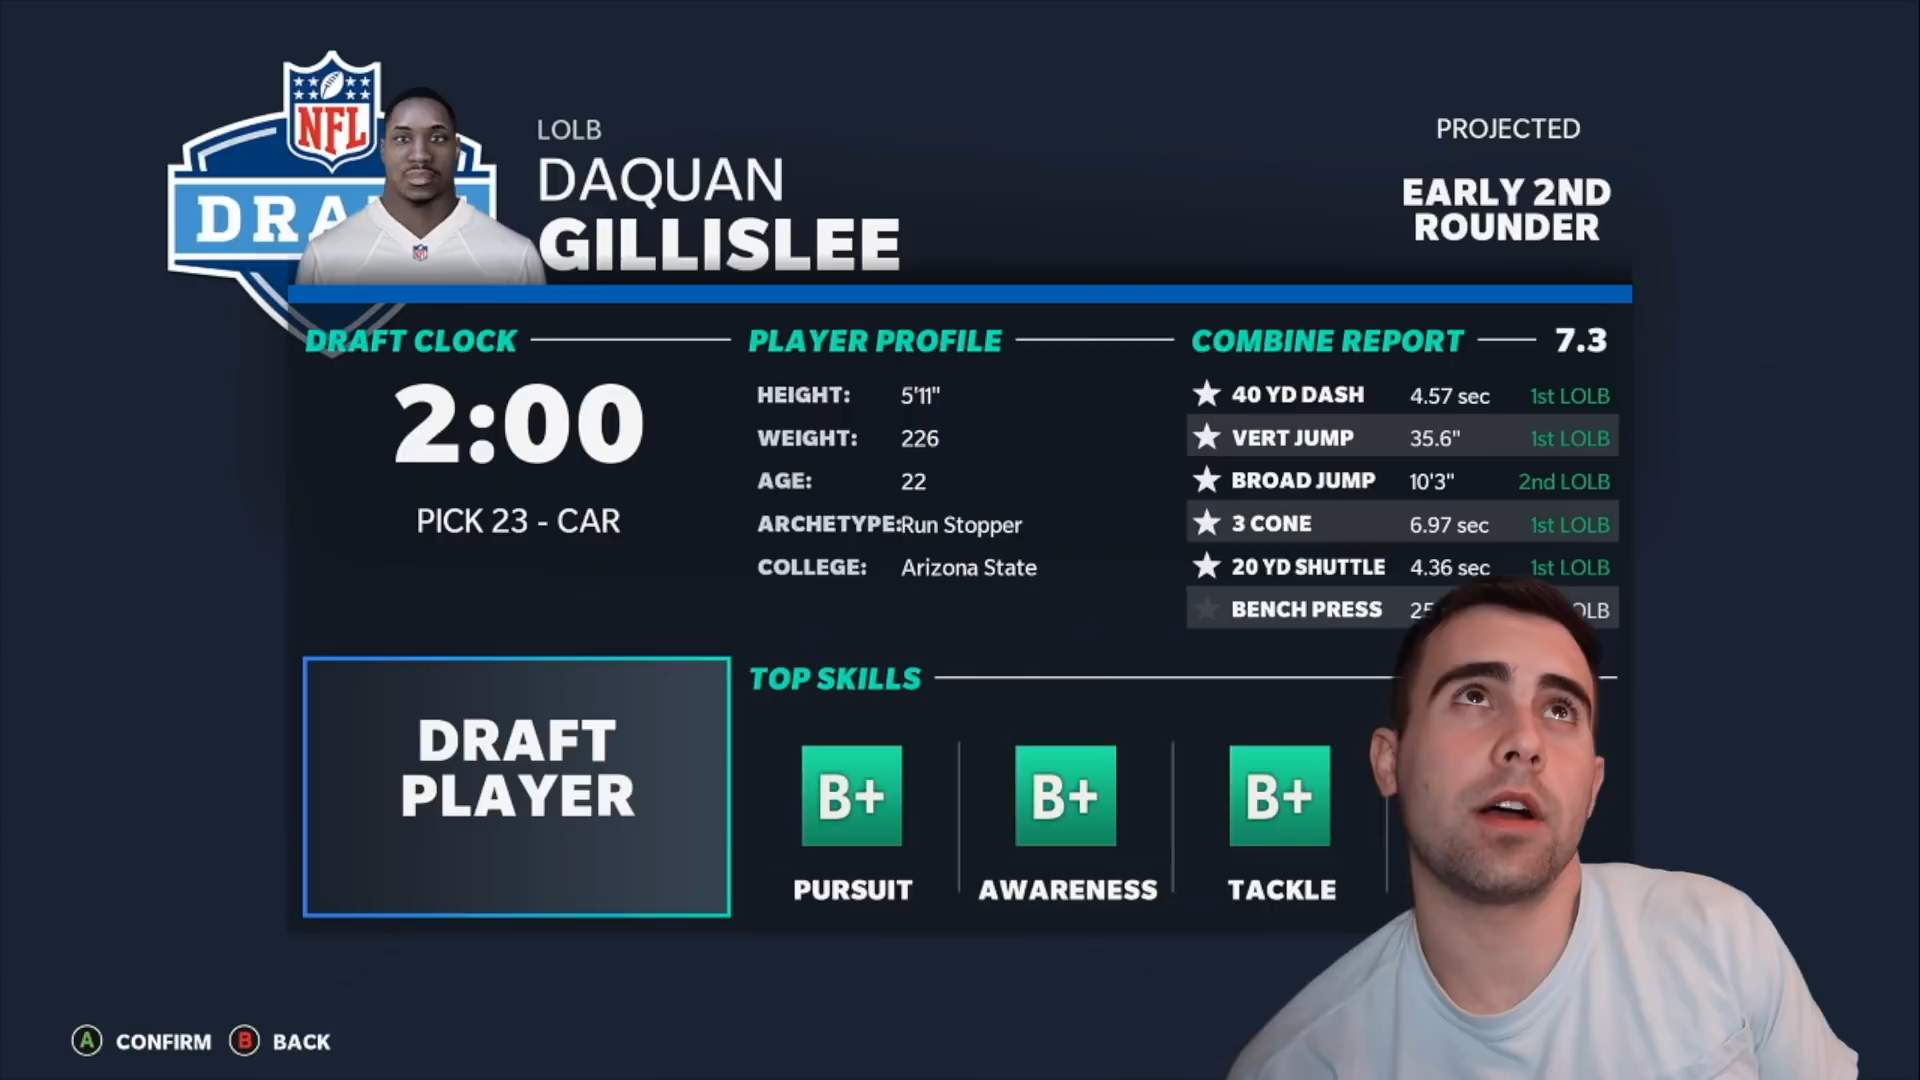 NFL
LOLB
DAQUAN
GILLISLEE
PROJECTED
EARLY 2ND
ROUNDER
DRAFT CLOCK
2:00
PICK 23 - CAR
PLAYER PROFILE
HEIGHT: 5'11"
WEIGHT: 226
AGE: 22
ARCHETYPE: Run Stopper
COLLEGE: Arizona State
COMBINE REPORT 7.3
40 YD DASH 4.57 sec 1st LOLB
VERT JUMP 35.6" 1st LOLB
BROAD JUMP 10'3" 2nd LOLB
3 CONE 6.97 sec 1st LOLB
20 YD SHUTTLE 4.36 sec 1st LOLB
BENCH PRESS
DRAFT
PLAYER
TOP SKILLS
B+ B+ B+
PURSUIT AWARENESS TACKLE
A CONFIRM B BACK